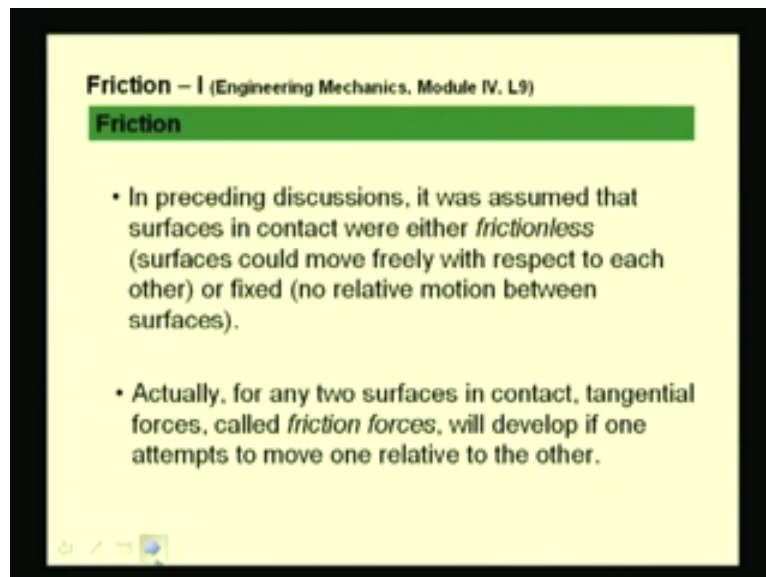 Friction – I (Engineering Mechanics. Module IV. L9)
Friction
• In preceding discussions, it was assumed that
surfaces in contact were either frictionless
(surfaces could move freely with respect to each
other) or fixed (no relative motion between
surfaces).
• Actually, for any two surfaces in contact, tangential
forces, called friction forces, will develop if one
attempts to move one relative to the other.